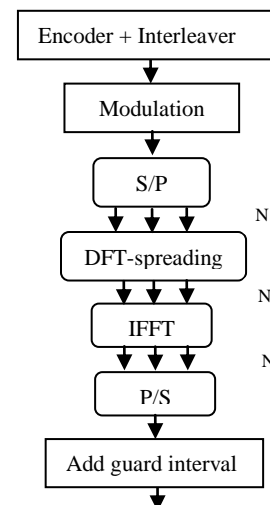 Encoder + Interleaver
Modulation
S/P
N
DFT-spreading
N
IFFT
N
P/S
Add guard interval